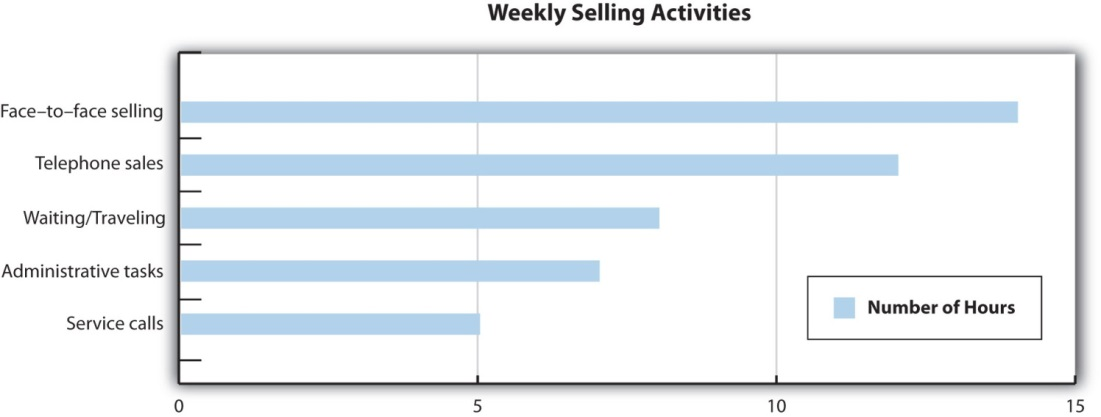 Weekly Selling Activities
Face–to–face selling
Telephone sales
Waiting/Traveling
Administrative tasks
Service calls
Number of Hours
0 5 10 15